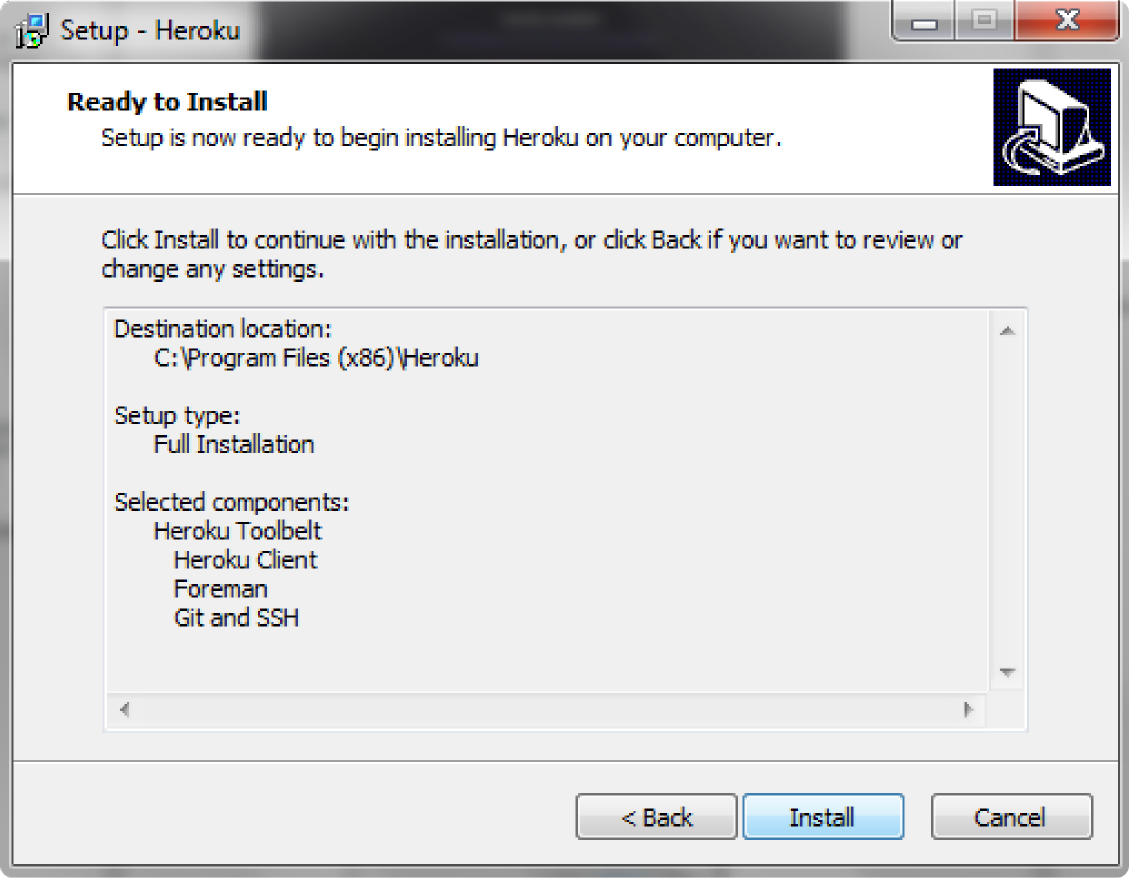 Setup - Heroku
Ready to Install
Setup is now ready to begin installing Heroku on your computer.
Click Install to continue with the installation, or click Back if you want to review or
change any settings.
Destination location:
C:\Program Files (x86)\Heroku
Setup type:
Full Installation
Selected components:
Heroku Toolbelt
Heroku Client
Foreman
Git and SSH
< Back
Install
Cancel